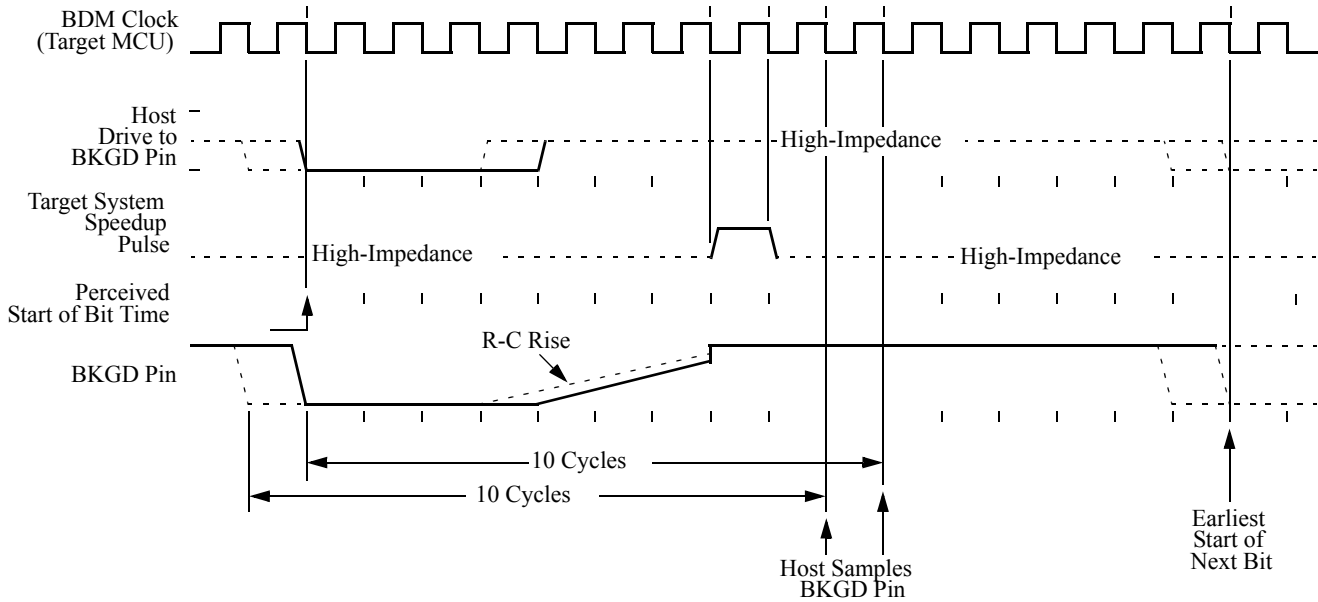 BDM Clock
(Target MCU)
Host
Drive to
BKGD Pin
High-Impedance
Target System
Speedup
Pulse
High-Impedance
High-Impedance
Perceived
Start of Bit Time
R-C Rise
BKGD Pin
10 Cycles
10 Cycles
Host Samples
BKGD Pin
Earliest
Start of
Next Bit